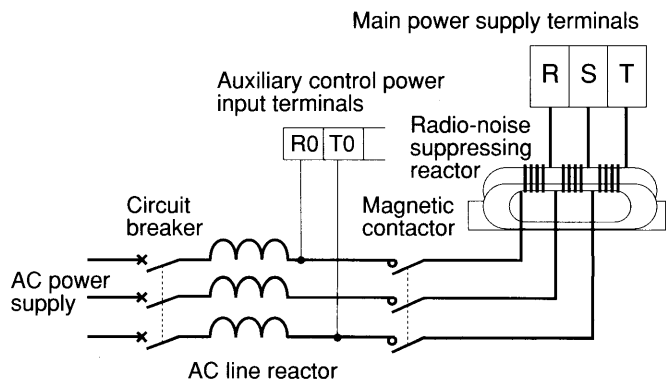 Main power supply terminals
R S T
Auxiliary control power
input terminals
R0 T0
Radio-noise
suppressing
reactor
Circuit
breaker
Magnetic
contactor
AC power
supply
AC line reactor